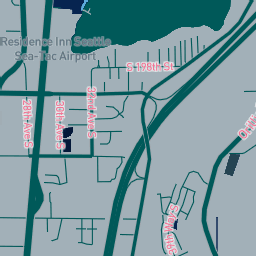 Residence Inn Seattle
Sea-Tac Airport
S 198th St
28th Ave S
30th Ave S
32nd Ave S